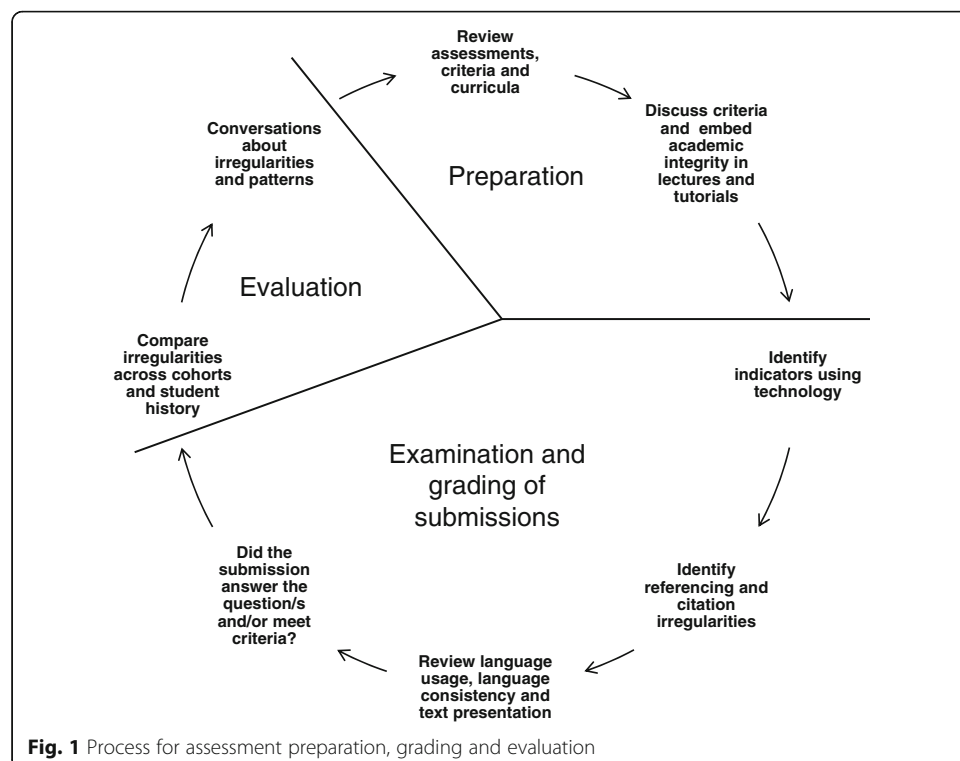 Review
assessments,
criteria and
curricula
Discuss criteria
and embed
academic
integrity in
lectures and
tutorials
Preparation
Conversations
about
irregularities
and patterns
Evaluation
Compare
irregularities
across cohorts
and student
history
Identify
indicators using
technology
Examination and
grading of
submissions
Identify
referencing and
citation
irregularities
Review language
usage, language
consistency and
text presentation
Did the
submission
answer the
question/s
and/or meet
criteria?
Fig. 1 Process for assessment preparation, grading and evaluation